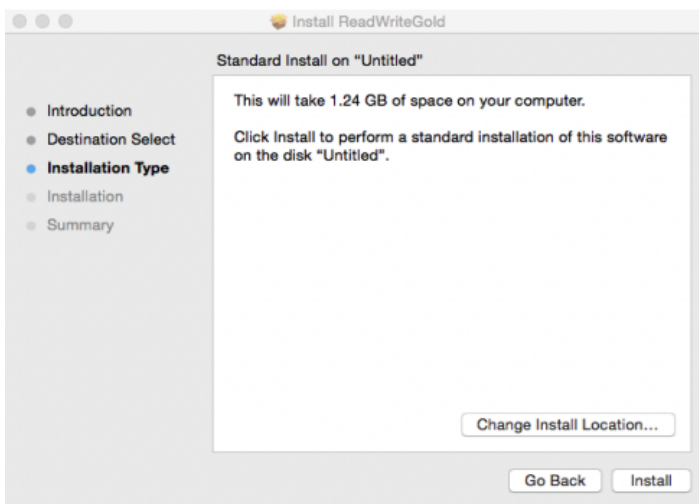 Install ReadWriteGold
Standard Install on “Untitled”
Introduction
Destination Select
Installation Type
Installation
Summary
This will take 1.24 GB of space on your computer.
Click Install to perform a standard installation of this software
on the disk “Untitled”.
Change Install Location...
Go Back
Install